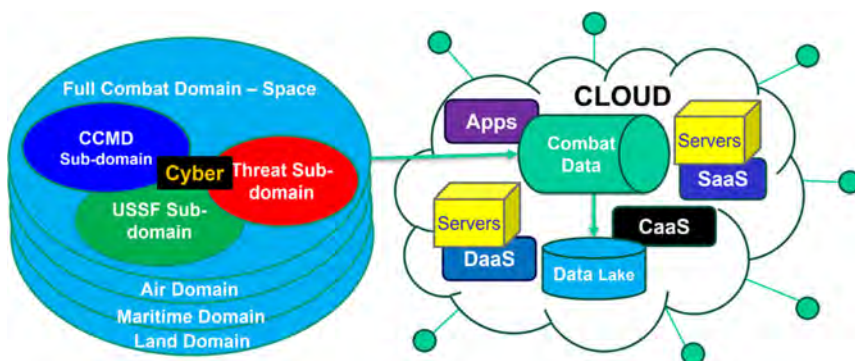 Full Combat Domain – Space
CCMD
Sub-domain
Cyber
Threat Sub-
domain
USSF Sub-
domain
Air Domain
Maritime Domain
Land Domain
CLOUD
Apps
Combat
Data
Servers
SaaS
Servers
DaaS
CaaS
Data Lake